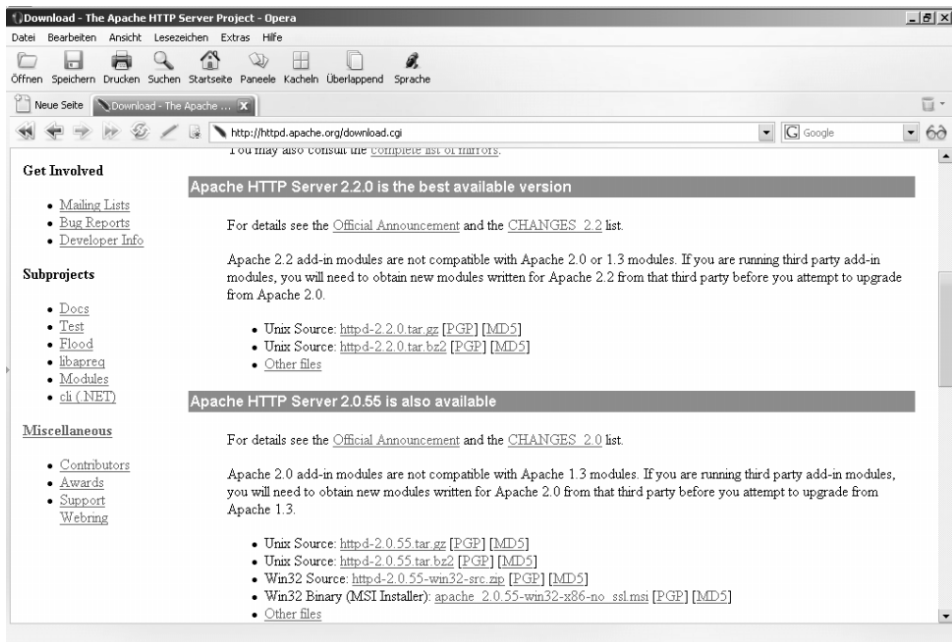 Download - The Apache HTTP Server Project - Opera
Datei Bearbeiten Ansicht Lesezeichen Extras Hilfe
Öffnen Speichern Drucken Suchen Startseite Paneele Kacheln Überlappend Sprache
Neue Seite Download - The Apache ...
http://httpd.apache.org/download.cgi Google
You may also consult the complete list of mirrors.
Get Involved
• Mailing Lists
• Bug Reports
• Developer Info
Subprojects
• Docs
• Test
• Flood
• libapreq
• Modules
• cli (.NET)
Miscellaneous
• Contributors
• Awards
• Support
Webring
Apache HTTP Server 2.2.0 is the best available version
For details see the Official Announcement and the CHANGES_2.2 list.
Apache 2.2 add-in modules are not compatible with Apache 2.0 or 1.3 modules. If you are running third party add-in
modules, you will need to obtain new modules written for Apache 2.2 from that third party before you attempt to upgrade
from Apache 2.0.
• Unix Source: httpd-2.2.0.tar.gz [PGP] [MD5]
• Unix Source: httpd-2.2.0.tar.bz2 [PGP] [MD5]
• Other files
Apache HTTP Server 2.0.55 is also available
For details see the Official Announcement and the CHANGES_2.0 list.
Apache 2.0 add-in modules are not compatible with Apache 1.3 modules. If you are running third party add-in modules,
you will need to obtain new modules written for Apache 2.0 from that third party before you attempt to upgrade from
Apache 1.3.
• Unix Source: httpd-2.0.55.tar.gz [PGP] [MD5]
• Unix Source: httpd-2.0.55.tar.bz2 [PGP] [MD5]
• Win32 Source: httpd-2.0.55-win32-src.zip [PGP] [MD5]
• Win32 Binary (MSI Installer): apache_2.0.55-win32-x86-no_ssl.msi [PGP] [MD5]
• Other files